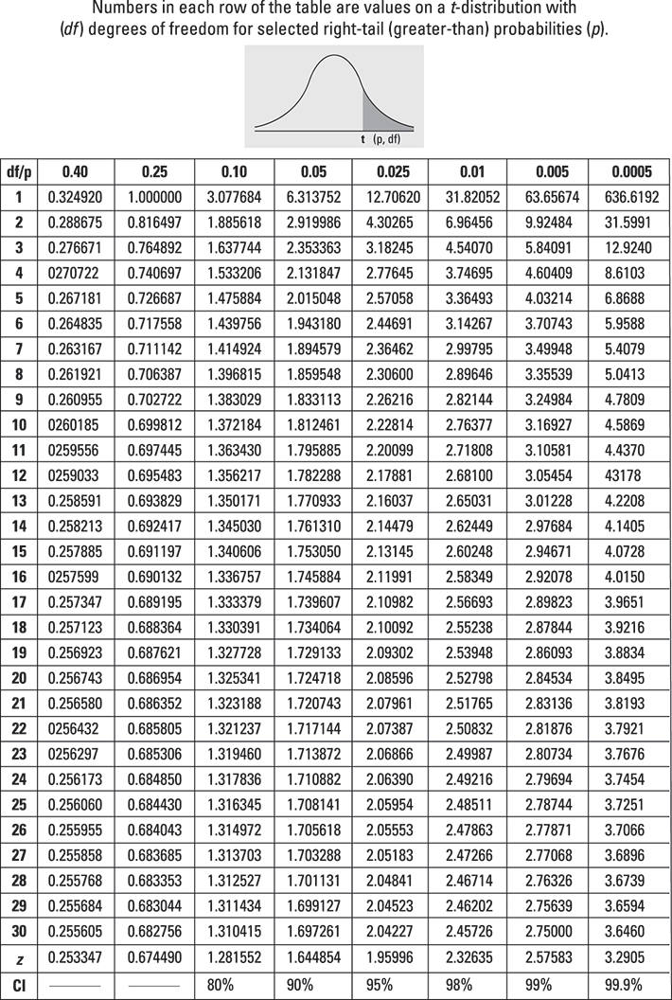 Numbers in each row of the table are values on a t-distribution with
(df) degrees of freedom for selected right-tail (greater-than) probabilities (p).
t (p, df)
df/p 0.40 0.25 0.10 0.05 0.025 0.01 0.005 0.0005
1 0.324920 1.000000 3.077684 6.313752 12.70620 31.82052 63.65674 636.6192
2 0.288675 0.816497 1.885618 2.919986 4.30265 6.96456 9.92484 31.5991
3 0.276671 0.764892 1.637744 2.353363 3.18245 4.54070 5.84091 12.9240
4 0270722 0.740697 1.533206 2.131847 2.77645 3.74695 4.60409 8.6103
5 0.267181 0.726687 1.475884 2.015048 2.57058 3.36493 4.03214 6.8688
6 0.264835 0.717558 1.439756 1.943180 2.44691 3.14267 3.70743 5.9588
7 0.263167 0.711142 1.414924 1.894579 2.36462 2.99795 3.49948 5.4079
8 0.261921 0.706387 1.396815 1.859548 2.30600 2.89646 3.35539 5.0413
9 0.260955 0.702722 1.383029 1.833113 2.26216 2.82144 3.24984 4.7809
10 0260185 0.699812 1.372184 1.812461 2.22814 2.76377 3.16927 4.5869
11 0259556 0.697445 1.363430 1.795885 2.20099 2.71808 3.10581 4.4370
12 0259033 0.695483 1.356217 1.782288 2.17881 2.68100 3.05454 43178
13 0.258591 0.693829 1.350171 1.770933 2.16037 2.65031 3.01228 4.2208
14 0.258213 0.692417 1.345030 1.761310 2.14479 2.62449 2.97684 4.1405
15 0.257885 0.691197 1.340606 1.753050 2.13145 2.60248 2.94671 4.0728
16 0257599 0.690132 1.336757 1.745884 2.11991 2.58349 2.92078 4.0150
17 0.257347 0.689195 1.333379 1.739607 2.10982 2.56693 2.89823 3.9651
18 0.257123 0.688364 1.330391 1.734064 2.10092 2.55238 2.87844 3.9216
19 0.256923 0.687621 1.327728 1.729133 2.09302 2.53948 2.86093 3.8834
20 0.256743 0.686954 1.325341 1.724718 2.08596 2.52798 2.84534 3.8495
21 0.256580 0.686352 1.323188 1.720743 2.07961 2.51765 2.83136 3.8193
22 0256432 0.685805 1.321237 1.717144 2.07387 2.50832 2.81876 3.7921
23 0256297 0.685306 1.319460 1.713872 2.06866 2.49987 2.80734 3.7676
24 0.256173 0.684850 1.317836 1.710882 2.06390 2.49216 2.79694 3.7454
25 0.256060 0.684430 1.316345 1.708141 2.05954 2.48511 2.78744 3.7251
26 0.255955 0.684043 1.314972 1.705618 2.05553 2.47863 2.77871 3.7066
27 0.255858 0.683685 1.313703 1.703288 2.05183 2.47266 2.77068 3.6896
28 0.255768 0.683353 1.312527 1.701131 2.04841 2.46714 2.76326 3.6739
29 0.255684 0.683044 1.311434 1.699127 2.04523 2.46202 2.75639 3.6594
30 0.255605 0.682756 1.310415 1.697261 2.04227 2.45726 2.75000 3.6460
z 0.253347 0.674490 1.281552 1.644854 1.95996 2.32635 2.57583 3.2905
CI 80% 90% 95% 98% 99% 99.9%